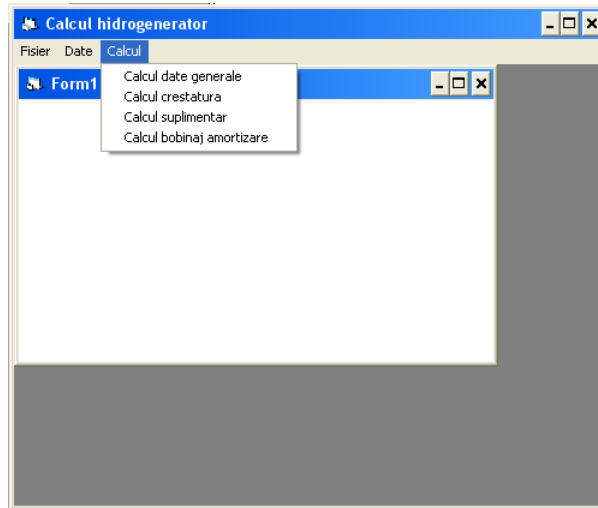 Calcul hidrogenerator
Fisier Date Calcul
Form1
Calcul date generale
Calcul crestatura
Calcul suplimentar
Calcul bobinaj amortizare